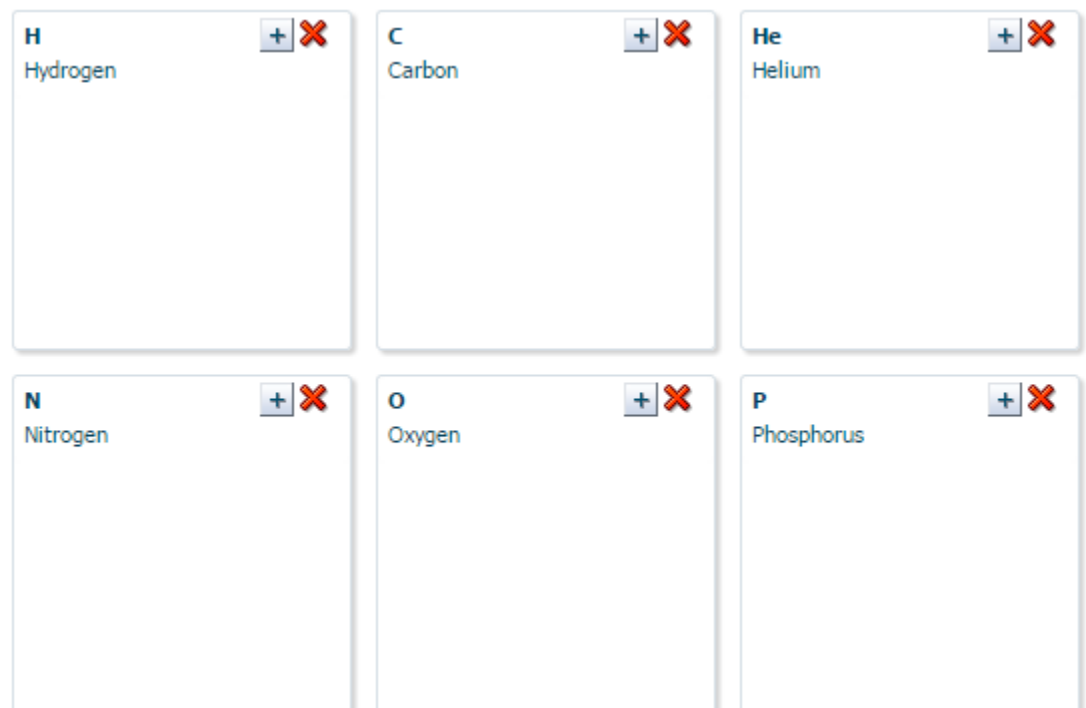 H
Hydrogen
C
Carbon
He
Helium
N
Nitrogen
O
Oxygen
P
Phosphorus